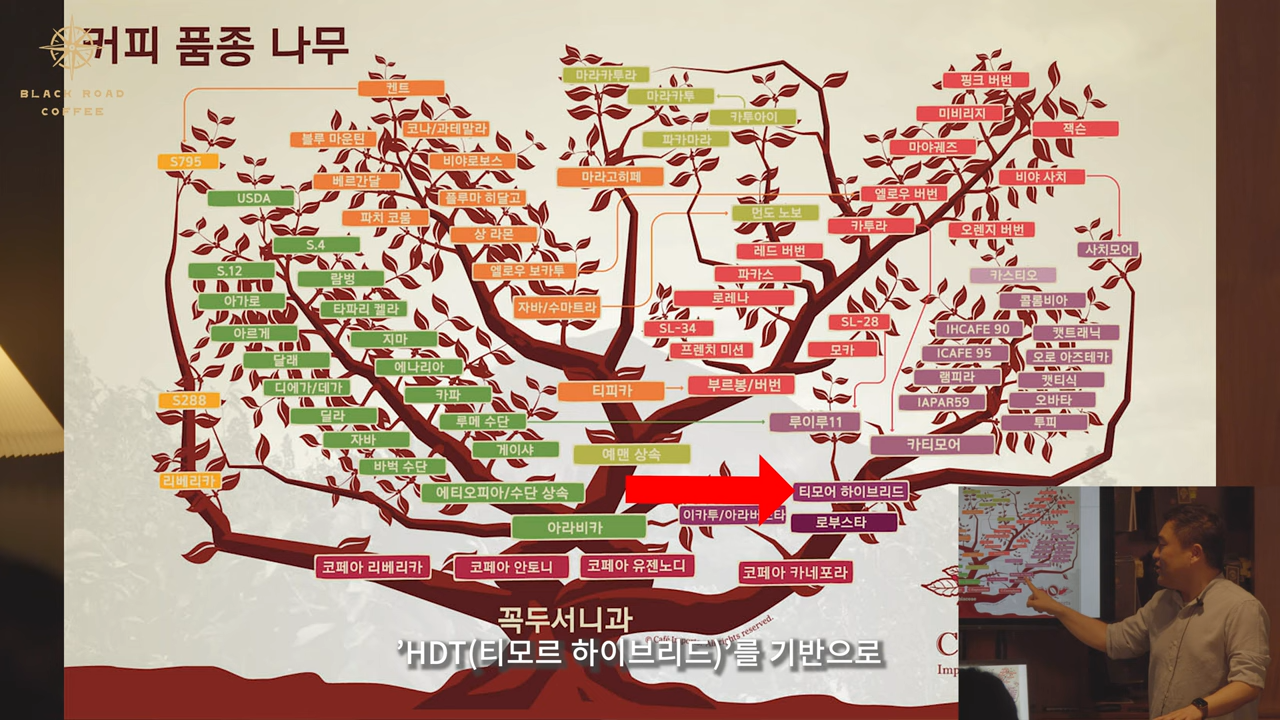 커피 품종 나무
BLACK ROAD
COFFEE
켄트
마라카투라
핑크 버번
마라카투
카투아이
미비리지
잭슨
코나/과테말라
블루 마운틴
파카마라
마야궤즈
S795
비야로보스
마라고히페
비야 사치
베르간달
USDA
플루마 히달고
엘로우 버번
파치 코몰
먼도 노보
카투라
오렌지 버번
상 라몬
S.4
레드 버번
사치모어
S.12
람벙
엘로우 보카투
파카스
카스티오
아가로
타파리 켈라
자바/수마트라
로레나
콜롬비아
아르게
지마
SL-34
SL-28
IHCAFE 90
캣트래닉
달래
에나리아
프렌치 미션
모카
ICAFE 95
오로 아즈테카
디에가/데가
카파
티피카
부르봉/버번
램피라
캣티식
S288
IAPAR59
오바타
딜라
루메 수단
루이루11
투피
자바
게이샤
예맨 상속
카티모어
바벅 수단
리베리카
에티오피아/수단 상속
티모어 하이브리드
아라비카
로부스타
코페아 리베리카
코페아 안토니
코페아 유젠노디
코페아 카네포라
꼭두서니과
rights reserved.
'HDT(티모르 하이브리드)'를 기반으로